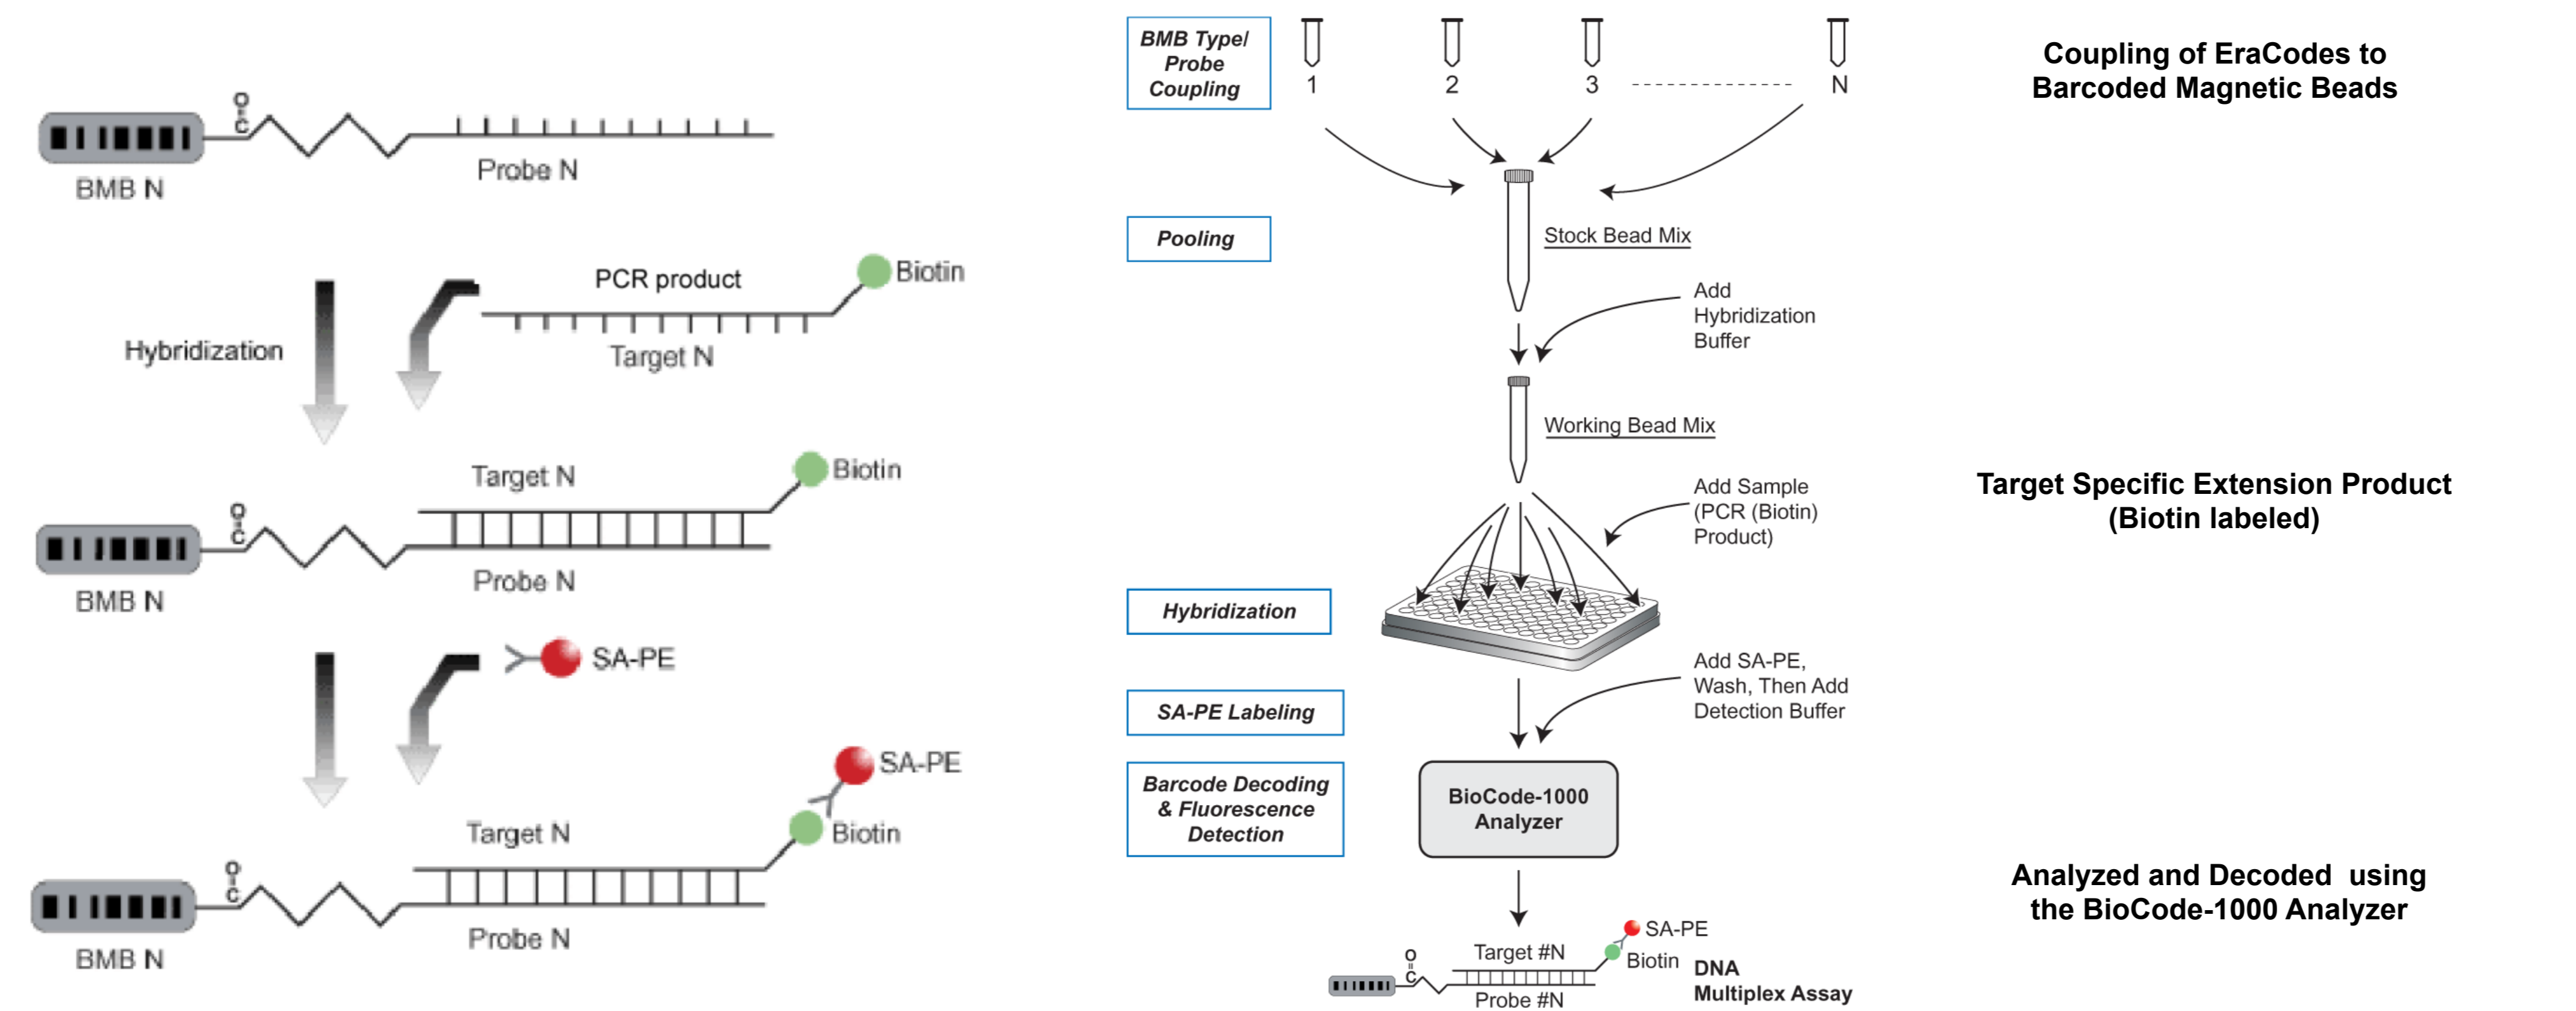 O
C
BMB N
Probe N
Hybridization
PCR product
Biotin
Target N
Target N
Biotin
O
C
BMB N
Probe N
SA-PE
SA-PE
Target N
Biotin
O
C
BMB N
Probe N
BMB Type/
Probe
Coupling
1
2
3
N
Pooling
Stock Bead Mix
Add
Hybridization
Buffer
Working Bead Mix
Add Sample
(PCR (Biotin)
Product)
Hybridization
Add SA-PE,
Wash, Then Add
Detection Buffer
SA-PE Labeling
Barcode Decoding
& Fluorescence
Detection
BioCode-1000
Analyzer
SA-PE
Target #N
Biotin
O
C
Probe #N
DNA
Multiplex Assay
Coupling of EraCodes to
Barcoded Magnetic Beads
Target Specific Extension Product
(Biotin labeled)
Analyzed and Decoded  using
the BioCode-1000 Analyzer